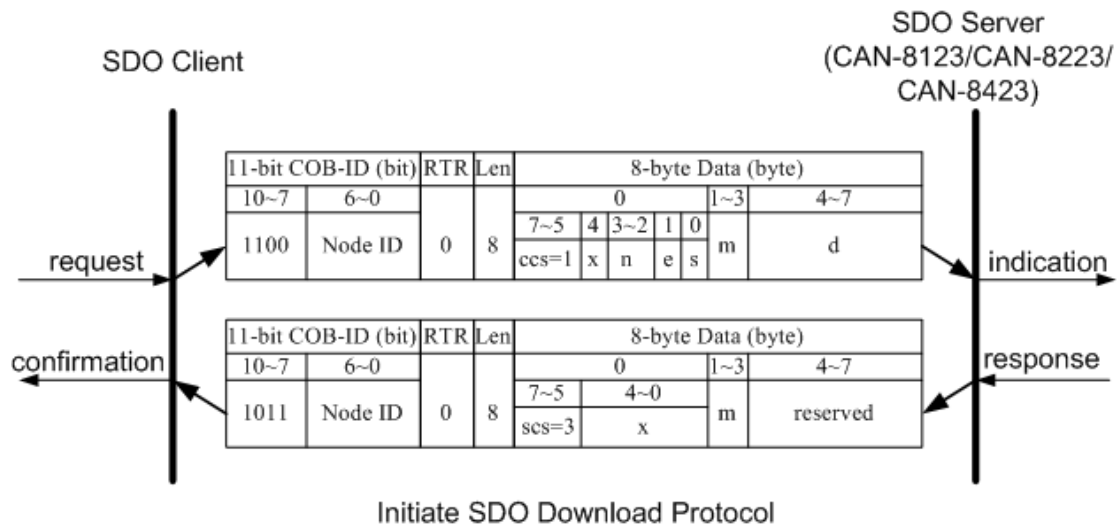 SDO Client
SDO Server
(CAN-8123/CAN-8223/
CAN-8423)
11-bit COB-ID (bit) RTR Len 8-byte Data (byte)
10~7 6~0 0 1~3 4~7
7~5 4 3~2 1 0
1100 Node ID 0 8 ccs=1 x n e s m d
request
indication
11-bit COB-ID (bit) RTR Len 8-byte Data (byte)
10~7 6~0 0 1~3 4~7
7~5 4~0
1011 Node ID 0 8 scs=3 x m reserved
confirmation
response
Initiate SDO Download Protocol